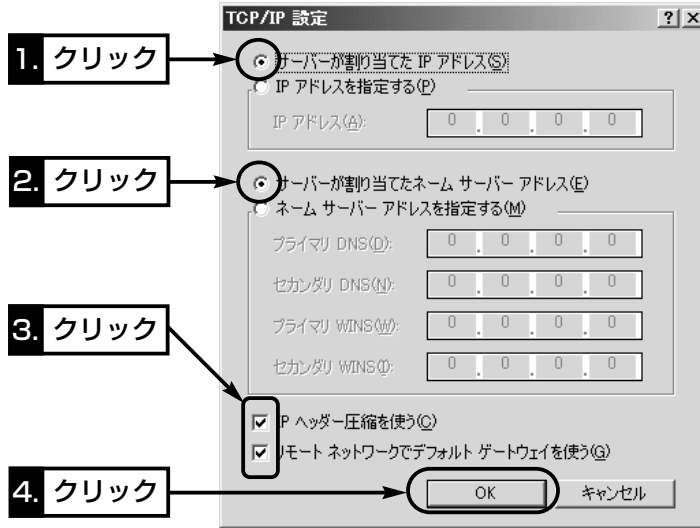 TCP/IP 設定
1. クリック
サーバーが割り当てた IP アドレス(S)
IP アドレスを指定する(P)
IP アドレス(A): 0 . 0 . 0 . 0
2. クリック
サーバーが割り当てたネーム サーバー アドレス(E)
ネーム サーバー アドレスを指定する(M)
プライマリ DNS(D): 0 . 0 . 0 . 0
セカンダリ DNS(N): 0 . 0 . 0 . 0
プライマリ WINS(W): 0 . 0 . 0 . 0
セカンダリ WINS(I): 0 . 0 . 0 . 0
3. クリック
IP ヘッダー圧縮を使う(C)
リモート ネットワークでデフォルト ゲートウェイを使う(G)
4. クリック
OK キャンセル